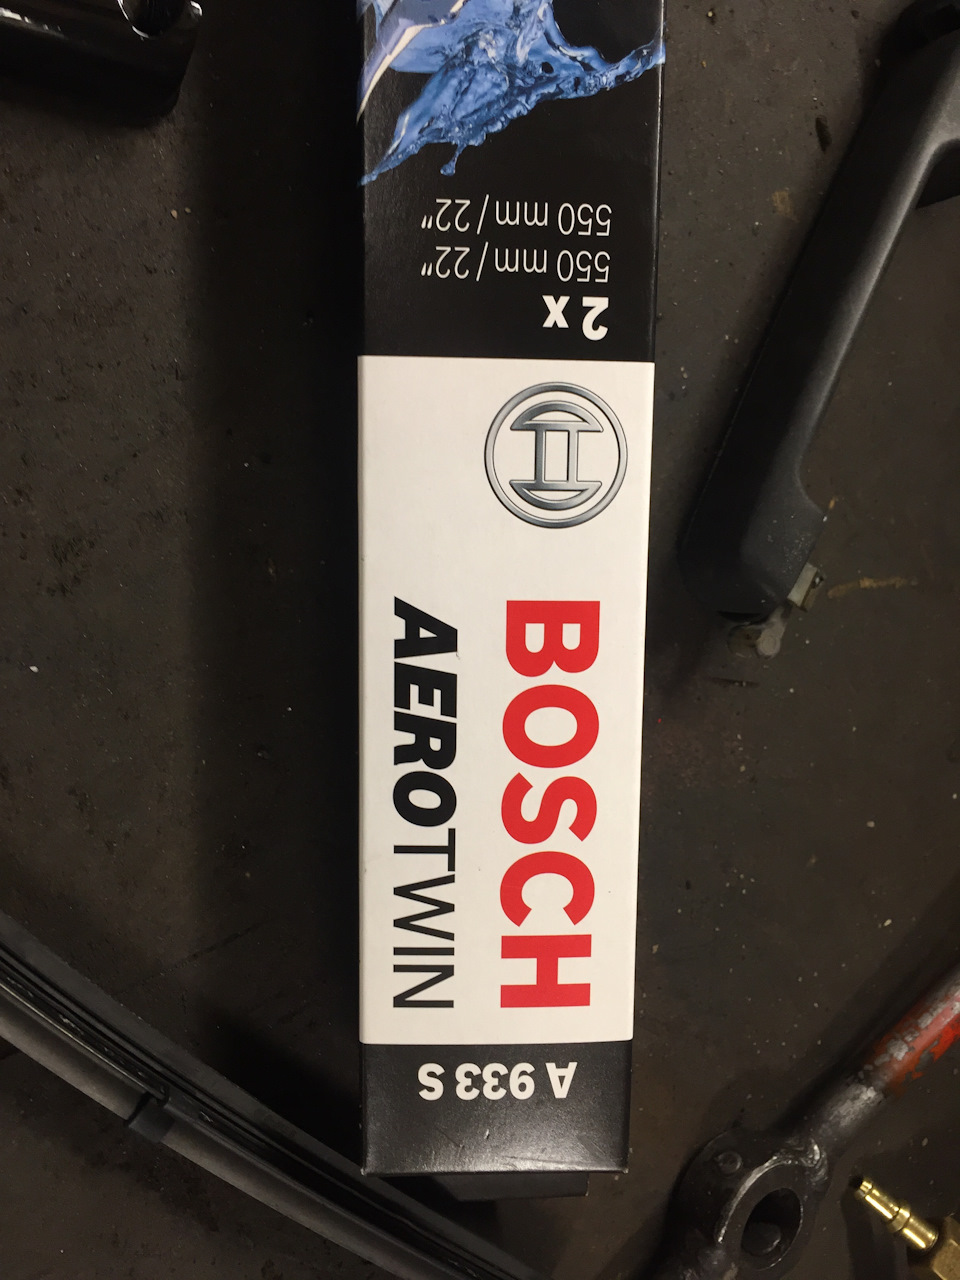 A 933 S
BOSCH
AEROTWIN
2 x
550 mm / 22"
550 mm / 22"